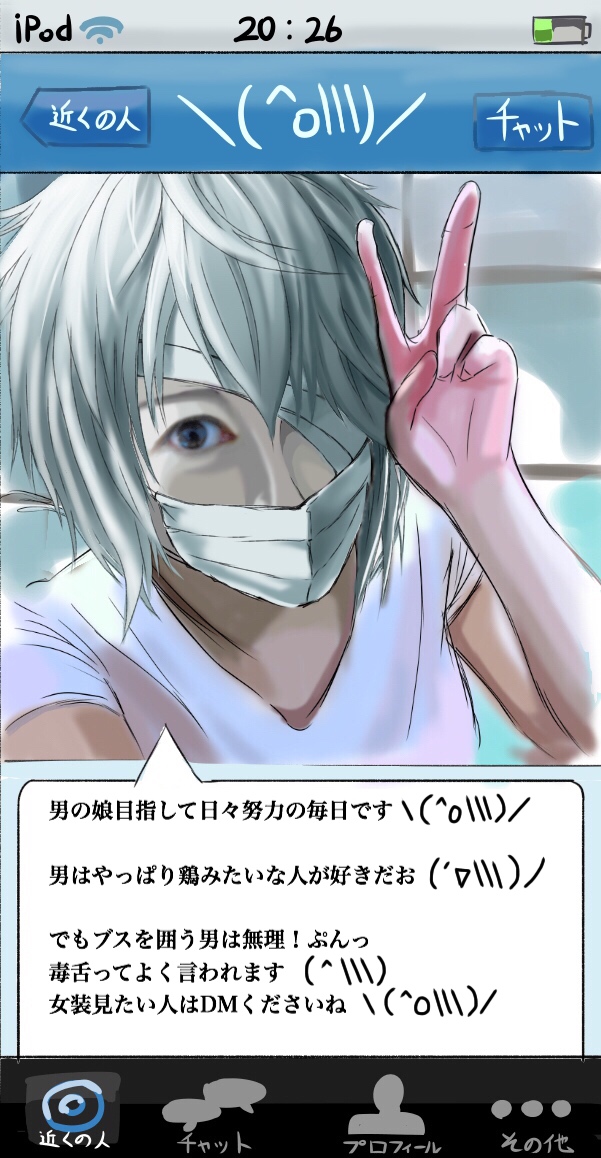 iPod 20:26
近くの人 \(^o\\\)/ チャット
男の娘目指して日々努力の毎日です \(^o\\\)/
男はやっぱり鶏みたいな人が好きだお (´∇\\\)ノ
でもブスを囲う男は無理!ぷんっ
毒舌ってよく言われます (^\\\)
女装見たい人はDMくださいね \(^o\\\)/
近くの人 チャット プロフィール その他